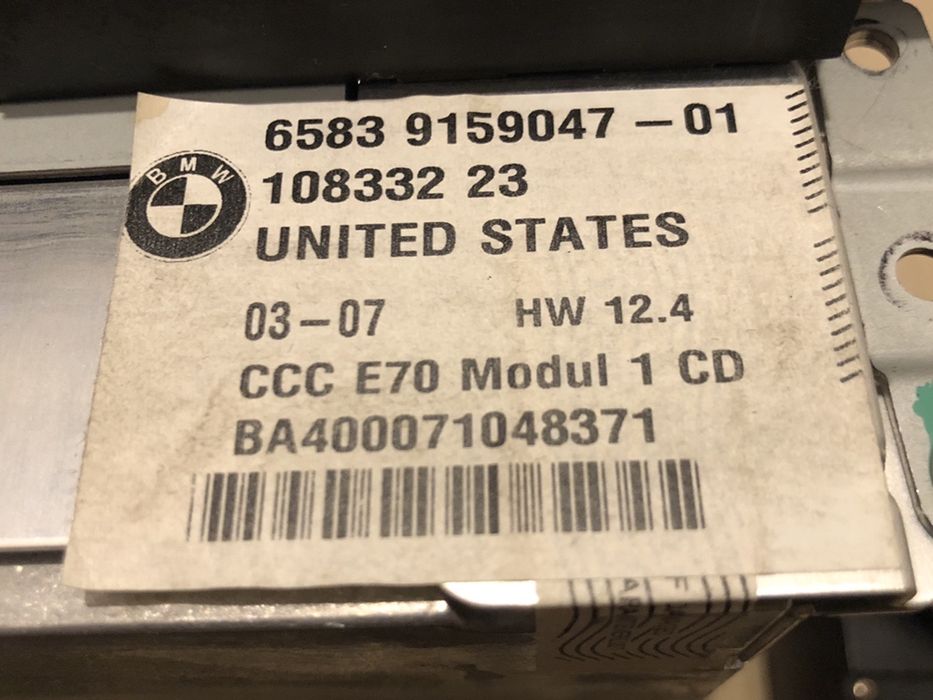 6583 9159047 – 01
BMW
108332 23
UNITED STATES
03 – 07 HW 12.4
CCC E70 Modul 1 CD
BA400071048371